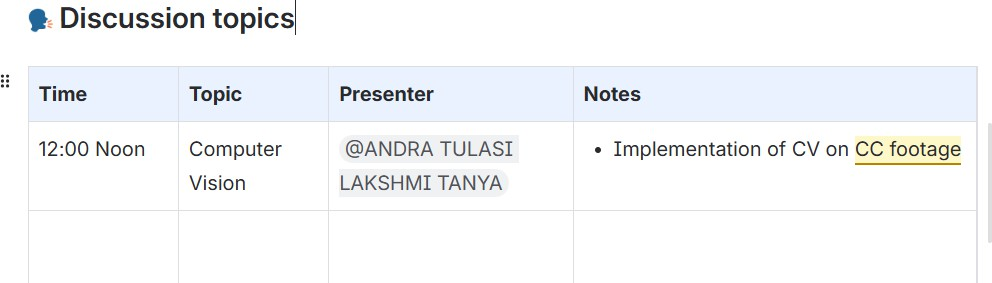 Discussion topics
Time Topic Presenter Notes
12:00 Noon Computer @ANDRA TULASI • Implementation of CV on CC footage
Vision LAKSHMI TANYA